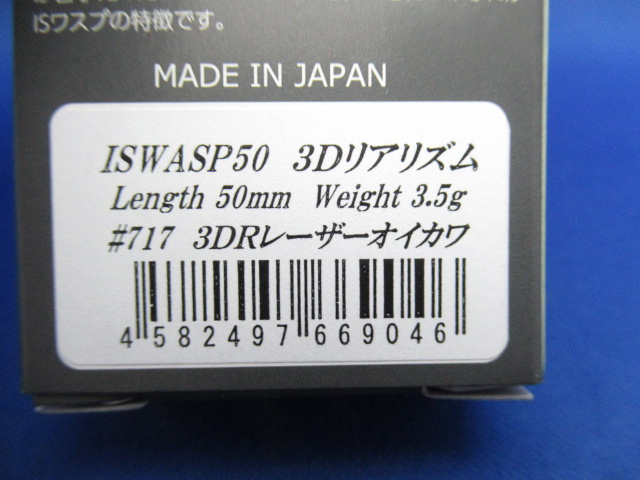 ISワスプの特徴です。
MADE IN JAPAN
ISWASP50 3Dリアリズム
Length 50mm Weight 3.5g
#717 3DRレーザーオイカワ
4 582497 669046